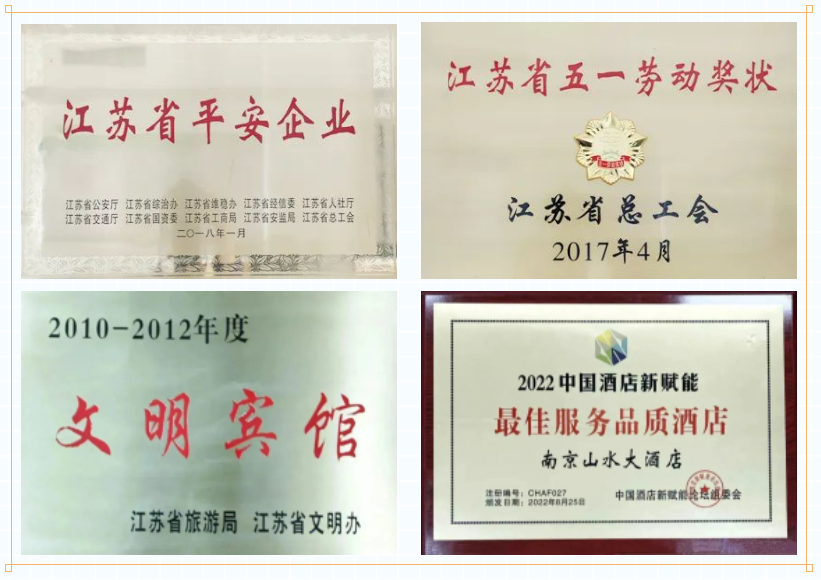 江苏省平安企业
江苏省公安厅 江苏省综治办 江苏省维稳办 江苏省经信委 江苏省人社厅
江苏省交通厅 江苏省国资委 江苏省工商局 江苏省安监局 江苏省总工会
二〇一八年一月
江苏省五一劳动奖状
江苏省总工会
2017年4月
2010-2012年度
文明宾馆
江苏省旅游局 江苏省文明办
2022中国酒店新赋能
最佳服务品质酒店
南京山水大酒店
注册编号：CHAF027
颁发日期：2022年8月25日
中国酒店新赋能论坛组委会